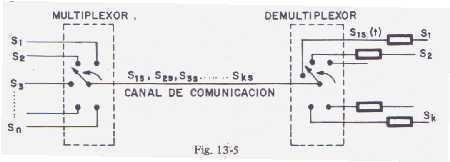 MULTIPLEXOR
DEMULTIPLEXOR
S1
S2
S3
Sn
S1s, S2s, S3s ....... Sks
CANAL DE COMUNICACION
S1s (t)
S1
S2
Sk
Fig. 13-5